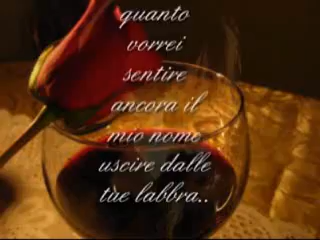 quanto
vorrei
sentire
ancora il
mio nome
uscire dalle
tue labbra..